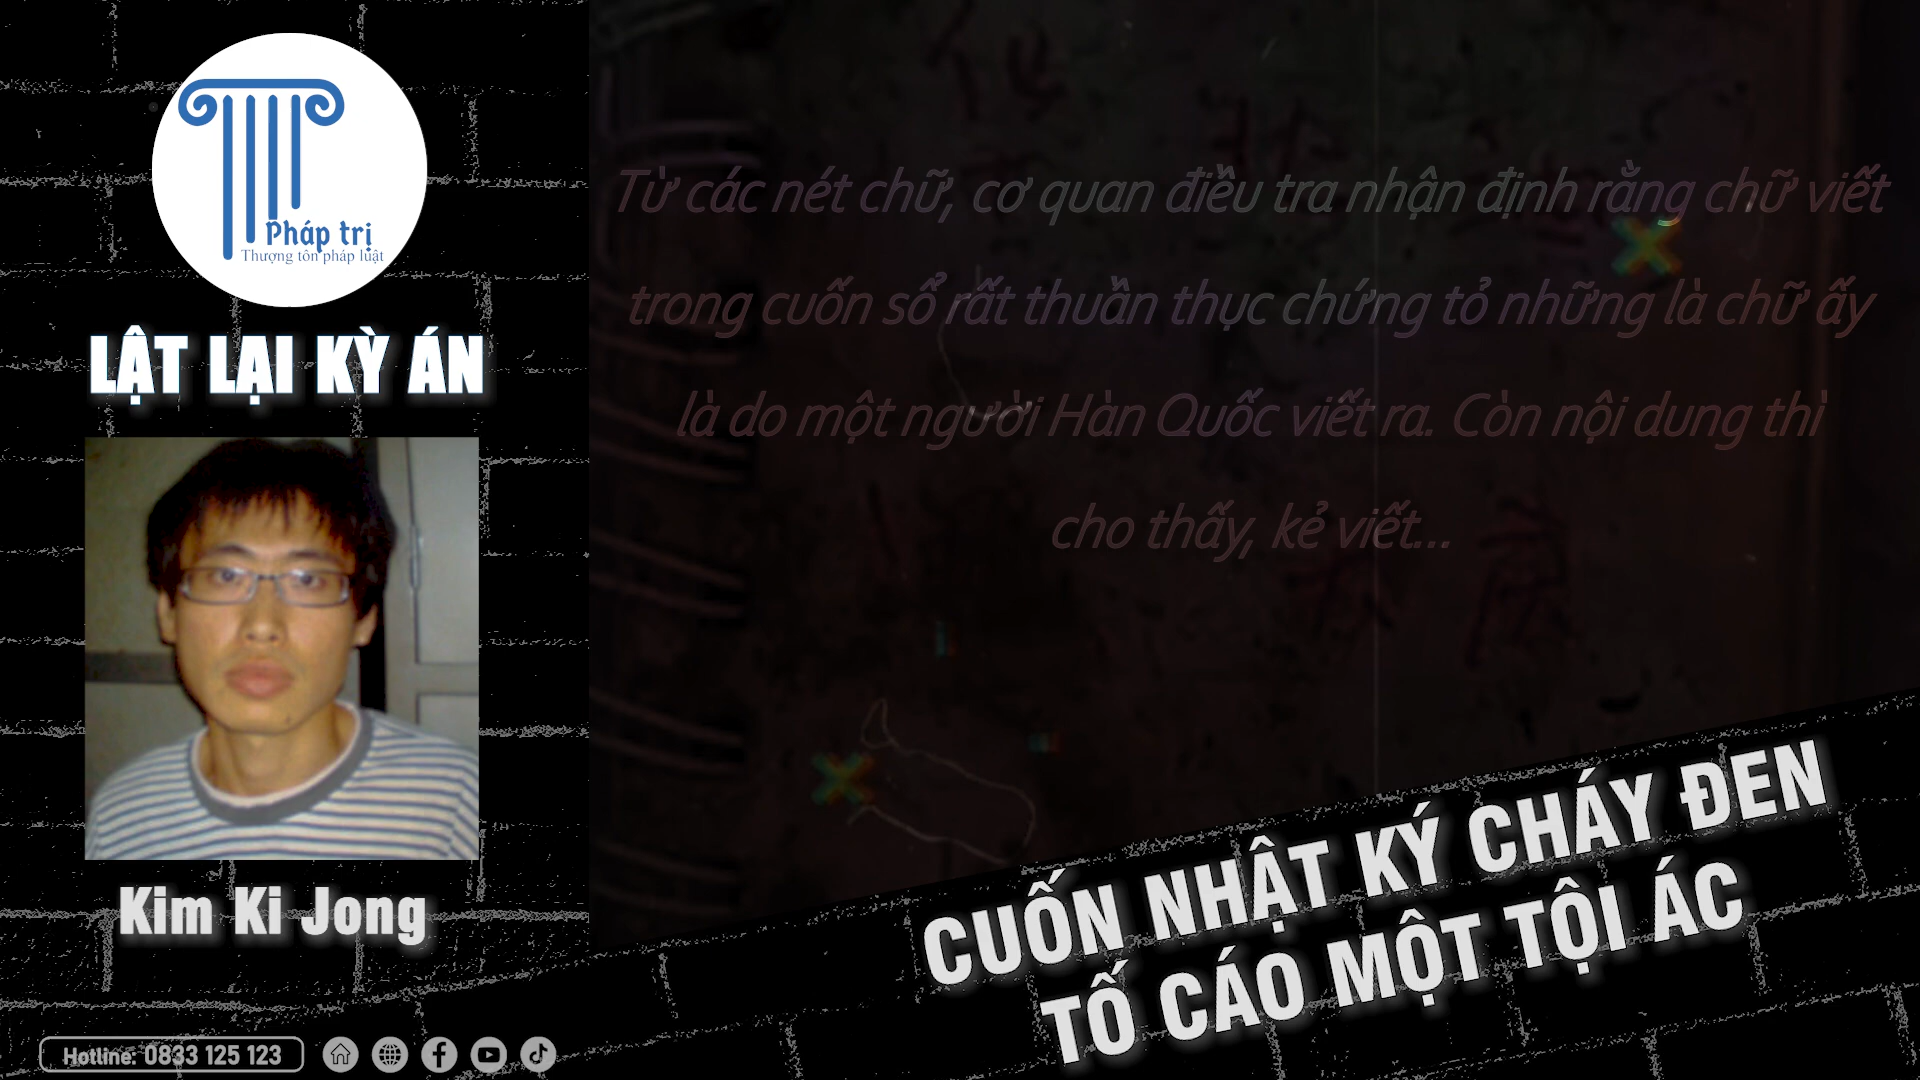 Pháp trị
Thượng tôn pháp luật
LẬT LẠI KỲ ÁN
Kim Ki Jong
Hotline: 0833 125 123
Từ các nét chữ, cơ quan điều tra nhận định rằng chữ viết
trong cuốn sổ rất thuần thục chứng tỏ những là chữ ấy
là do một người Hàn Quốc viết ra. Còn nội dung thì
cho thấy, kẻ viết...
CUỐN NHẬT KÝ CHÁY ĐEN
TỐ CÁO MỘT TỘI ÁC